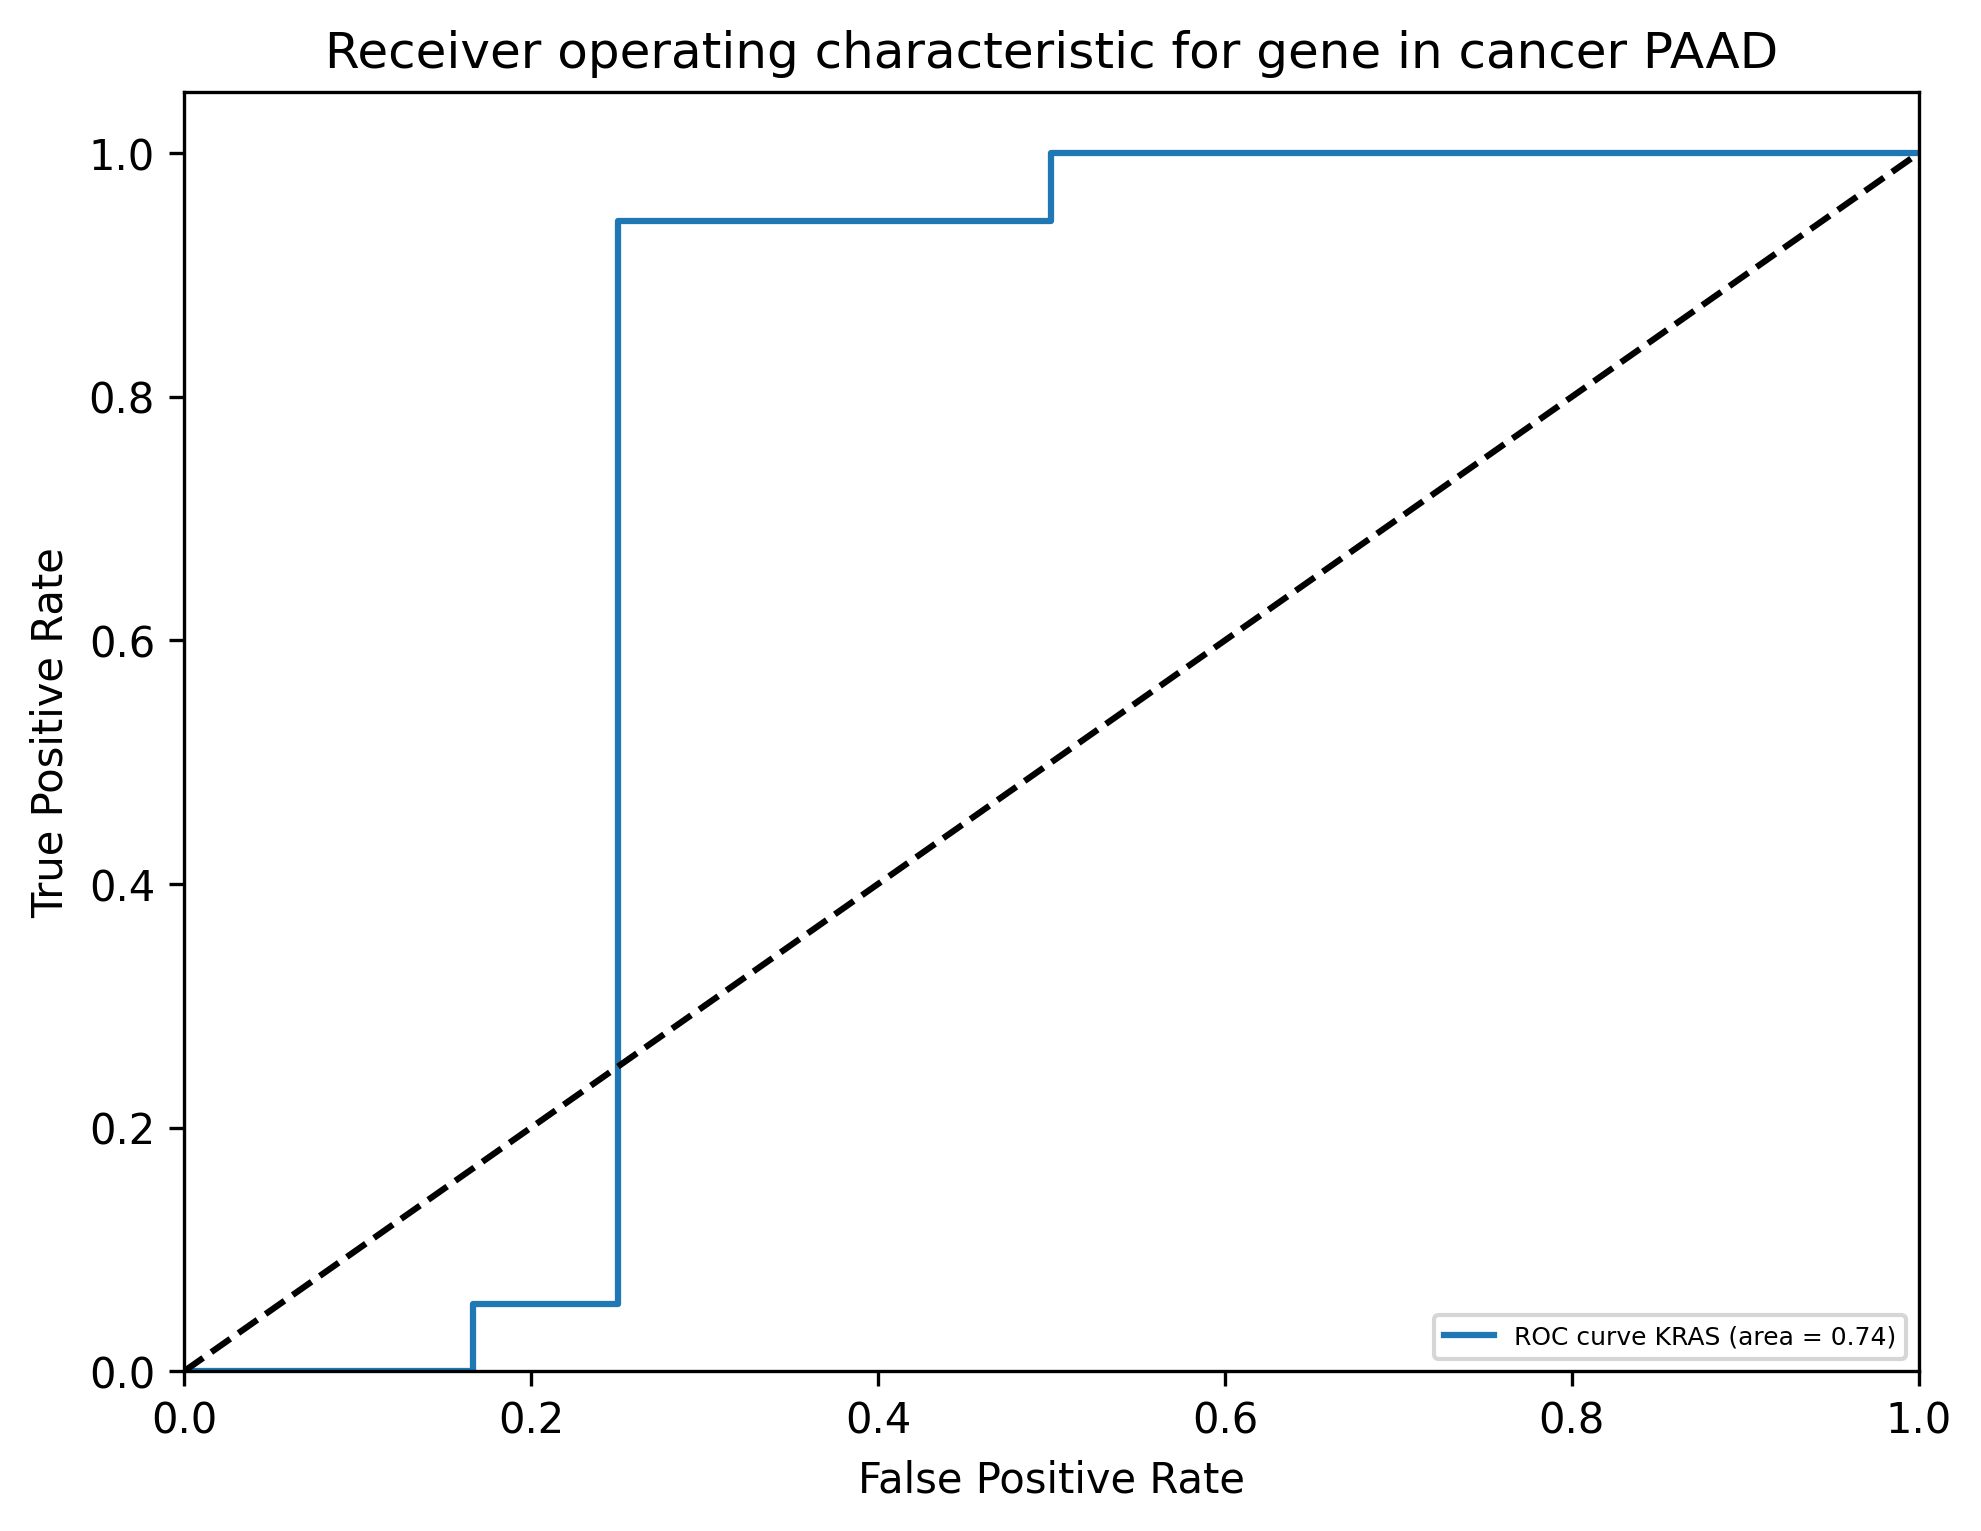 Receiver operating characteristic for gene in cancer PAAD
True Positive Rate
1.0
0.8
0.6
0.4
0.2
0.0
ROC curve KRAS (area = 0.74)
0.0 0.2 0.4 0.6 0.8 1.0
False Positive Rate